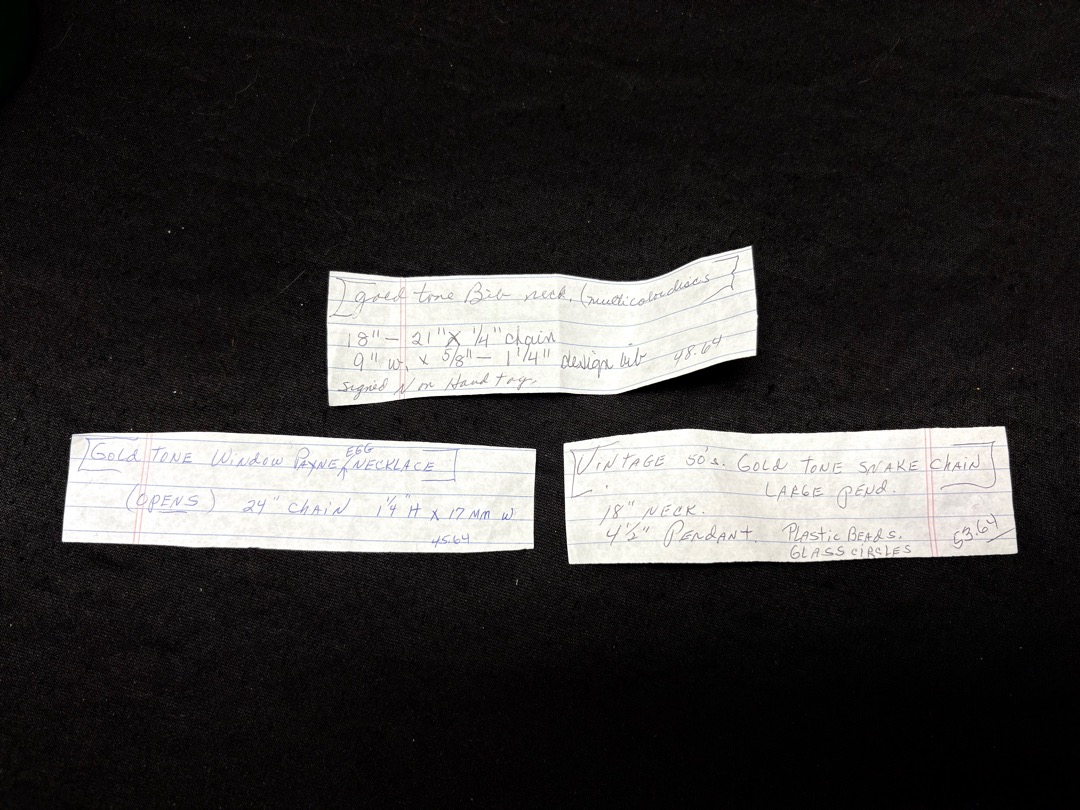 gold tone Bib neck. (multicolor discs
18" - 21" x 1/4" chain
9" w. x 5/8" - 1 1/4" design bib 48.64
signed N on Hand tag.
GOLD TONE WINDOW PAYNE EGG NECKLACE
(OPENS) 24" CHAIN 1/4 H x 17 MM W
45.64
VINTAGE 50's. GOLD TONE SNAKE CHAIN
LARGE PEND.
18" NECK.
4 1/2" PENDANT. PLASTIC BEADS.
GLASS CIRCLES 53.64